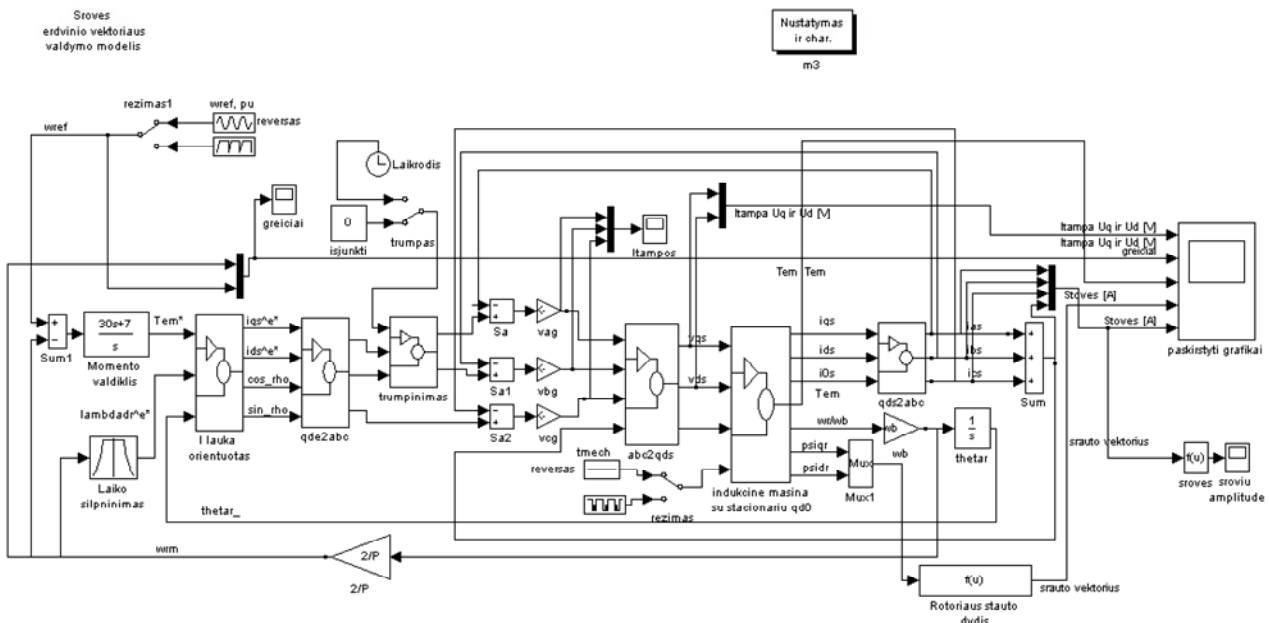 Sroves
erdvinio vektoriaus
valdymo modelis
Nustatymas
ir char.
m3
rezimas1
wref, pu
reversas
wref
Laikrodis
greiciai
0
isjunkti
trumpas
Itampos
Itampa Uq ir Ud [V]
Itampa Uq ir Ud [V]
Itampa Uq ir Ud [V]
greiciai
Tem Tem
Stoves [A]
Stoves [A]
paskirstyti grafikai
Sum1
30s+7
s
Momento
valdiklis
Tem*
iqs^e*
ids^e*
cos_rho
sin_rho
lambdadr^e*
I lauka
orientuotas
qde2abc
trumpinimas
Sa
Sa1
Sa2
vag
vbg
vcg
abc2qds
vqs
vds
iqs
ids
i0s
Tem
wr/wb
psiqr
psidr
qds2abc
ias
ibs
ics
Sum
wb
wb
1
s
thetar
Mux
Mux1
indukcine masina
su stacionariu qd0
tmech
reversas
rezimas
Laiko
silpninimas
thetar_
wrm
2/P
2/P
srauto vektorius
f(u)
sroves
sroviu
amplitude
f(u)
srauto vektorius
Rotoriaus stauto
dydis